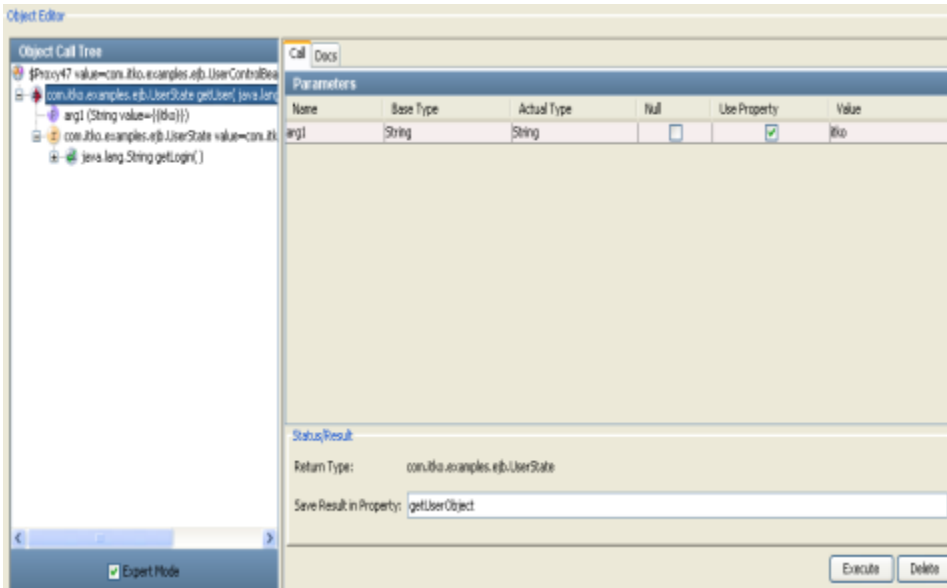 Object Editor
Object Call Tree
$Proxy47 value=com.itko.examples.ejb.UserControlBea
com.itko.examples.ejb.UserState getUser( java.lang
arg1 (String value={{itko}})
com.itko.examples.ejb.UserState value=com.itk
java.lang.String getLogin( )
Expert Mode
Call Docs
Parameters
Name Base Type Actual Type Null Use Property Value
arg1 String String itko
Status/Result
Return Type: com.itko.examples.ejb.UserState
Save Result in Property: getUserObject
Execute Delete